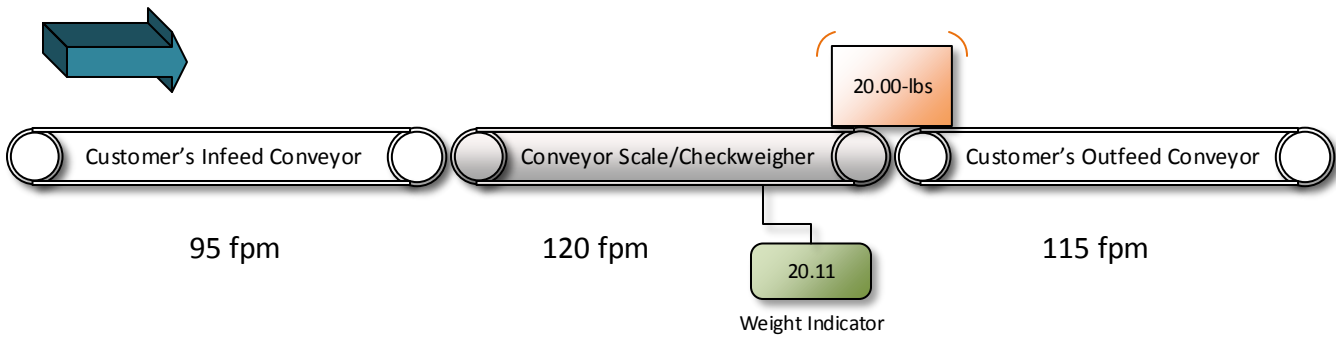 20.00-lbs
Customer's Infeed Conveyor
Conveyor Scale/Checkweigher
Customer's Outfeed Conveyor
95 fpm
120 fpm
115 fpm
20.11
Weight Indicator